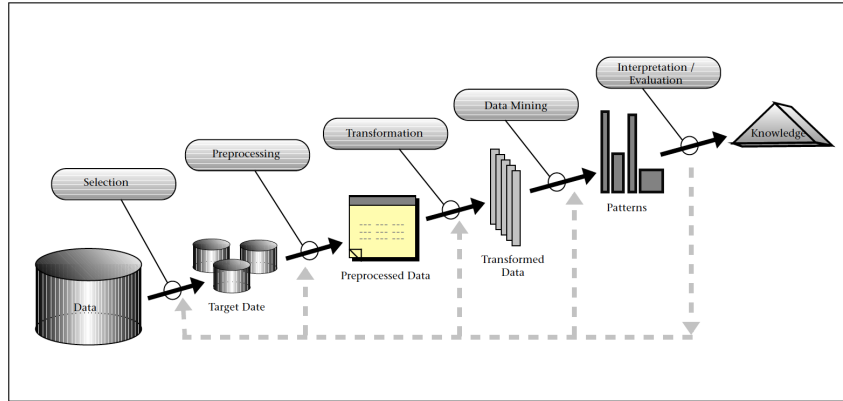 Interpretation /
Evaluation
Data Mining
Transformation
Preprocessing
Selection
Data
Target Date
Preprocessed Data
Transformed
Data
Patterns
Knowledge